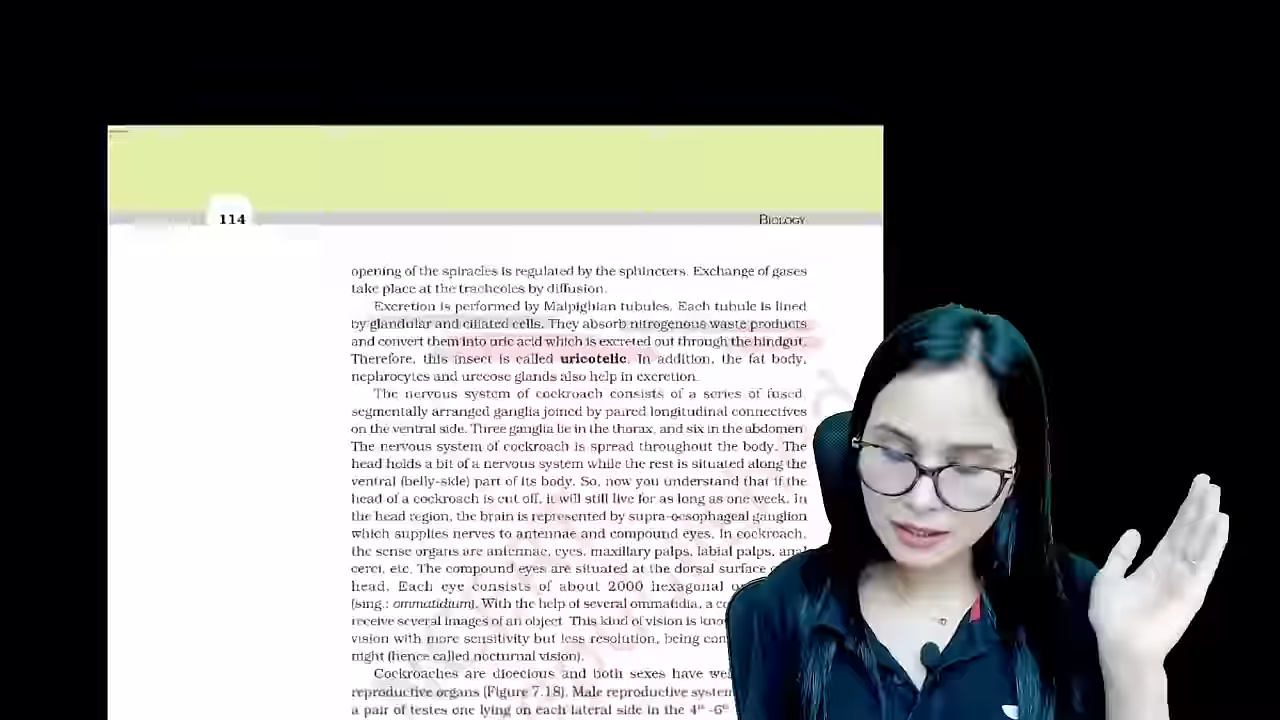 114
BIOLOGY
opening of the spiracles is regulated by the sphincters. Exchange of gases
take place at the tracheoles by diffusion.
Excretion is performed by Malpighian tubules. Each tubule is lined
by glandular and ciliated cells. They absorb nitrogenous waste products
and convert them into uric acid which is excreted out through the hindgut.
Therefore, this insect is called uricotelic. In addition, the fat body,
nephrocytes and urecose glands also help in excretion.
The nervous system of cockroach consists of a series of fused,
segmentally arranged ganglia joined by paired longitudinal connectives
on the ventral side. Three ganglia lie in the thorax, and six in the abdomen
The nervous system of cockroach is spread throughout the body. The
head holds a bit of a nervous system while the rest is situated along the
ventral (belly-side) part of its body. So, now you understand that if the
head of a cockroach is cut off, it will still live for as long as one week. In
the head region, the brain is represented by supra-oesophageal ganglion
which supplies nerves to antennae and compound eyes. In cockroach,
the sense organs are antennae, eyes, maxillary palps, labial palps, anal
cerci, etc. The compound eyes are situated at the dorsal surface
head. Each eye consists of about 2000 hexagonal
(sing.: ommatidium). With the help of several ommatidia, a
receive several images of an object. This kind of vision is
vision with more sensitivity but less resolution, being
night (hence called nocturnal vision).
Cockroaches are dioecious and both sexes have
reproductive organs (Figure 7.18). Male reproductive system
a pair of testes one lying on each lateral side in the 4th -6th